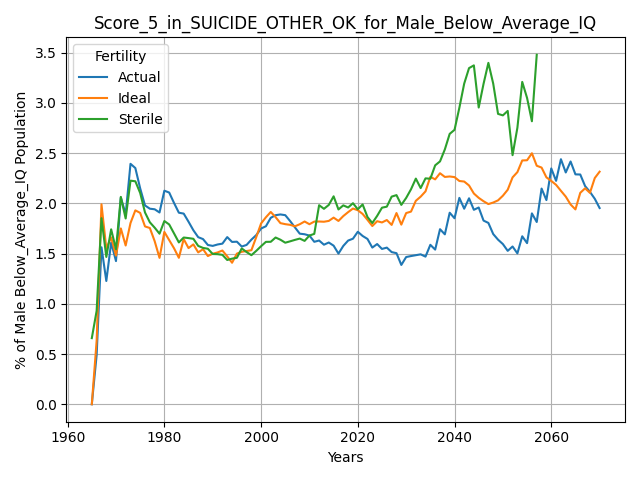 Score_5_in_SUICIDE_OTHER_OK_for_Male_Below_Average_IQ
Fertility
Actual
Ideal
Sterile
% of Male Below_Average_IQ Population
3.5
3.0
2.5
2.0
1.5
1.0
0.5
0.0
1960 1980 2000 2020 2040 2060
Years